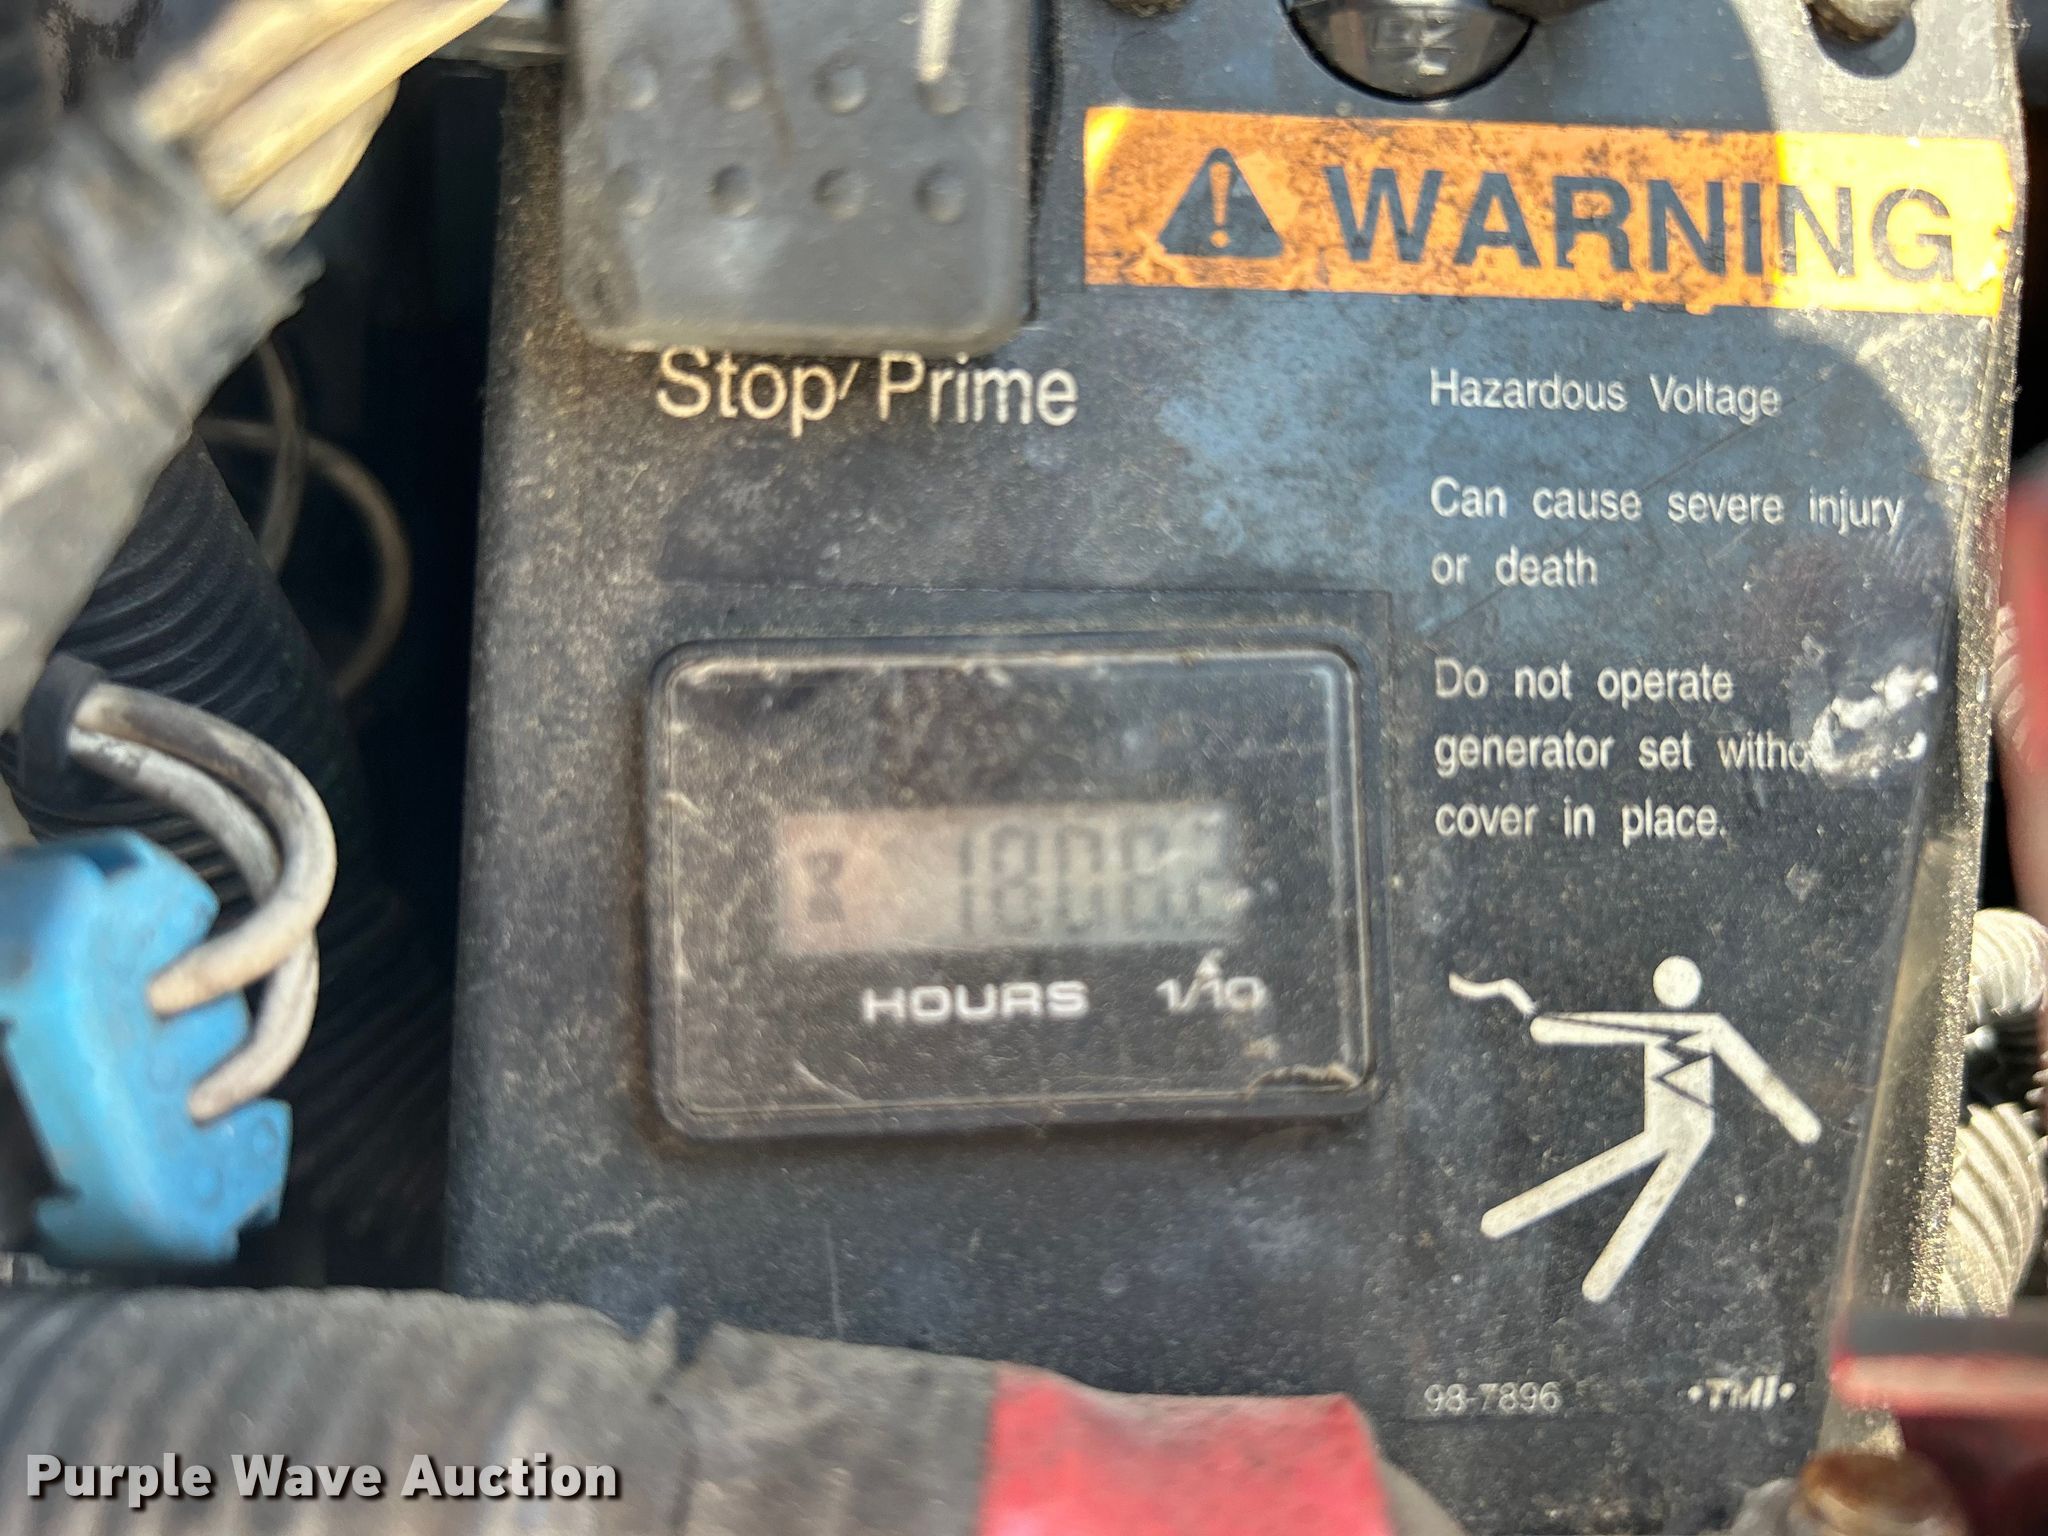 WARNING
Stop/Prime
Hazardous Voltage
Can cause severe injury
or death
Do not operate
generator set
cover in place.
HOURS 1/10
98-7896 •TMI•
Purple Wave Auction